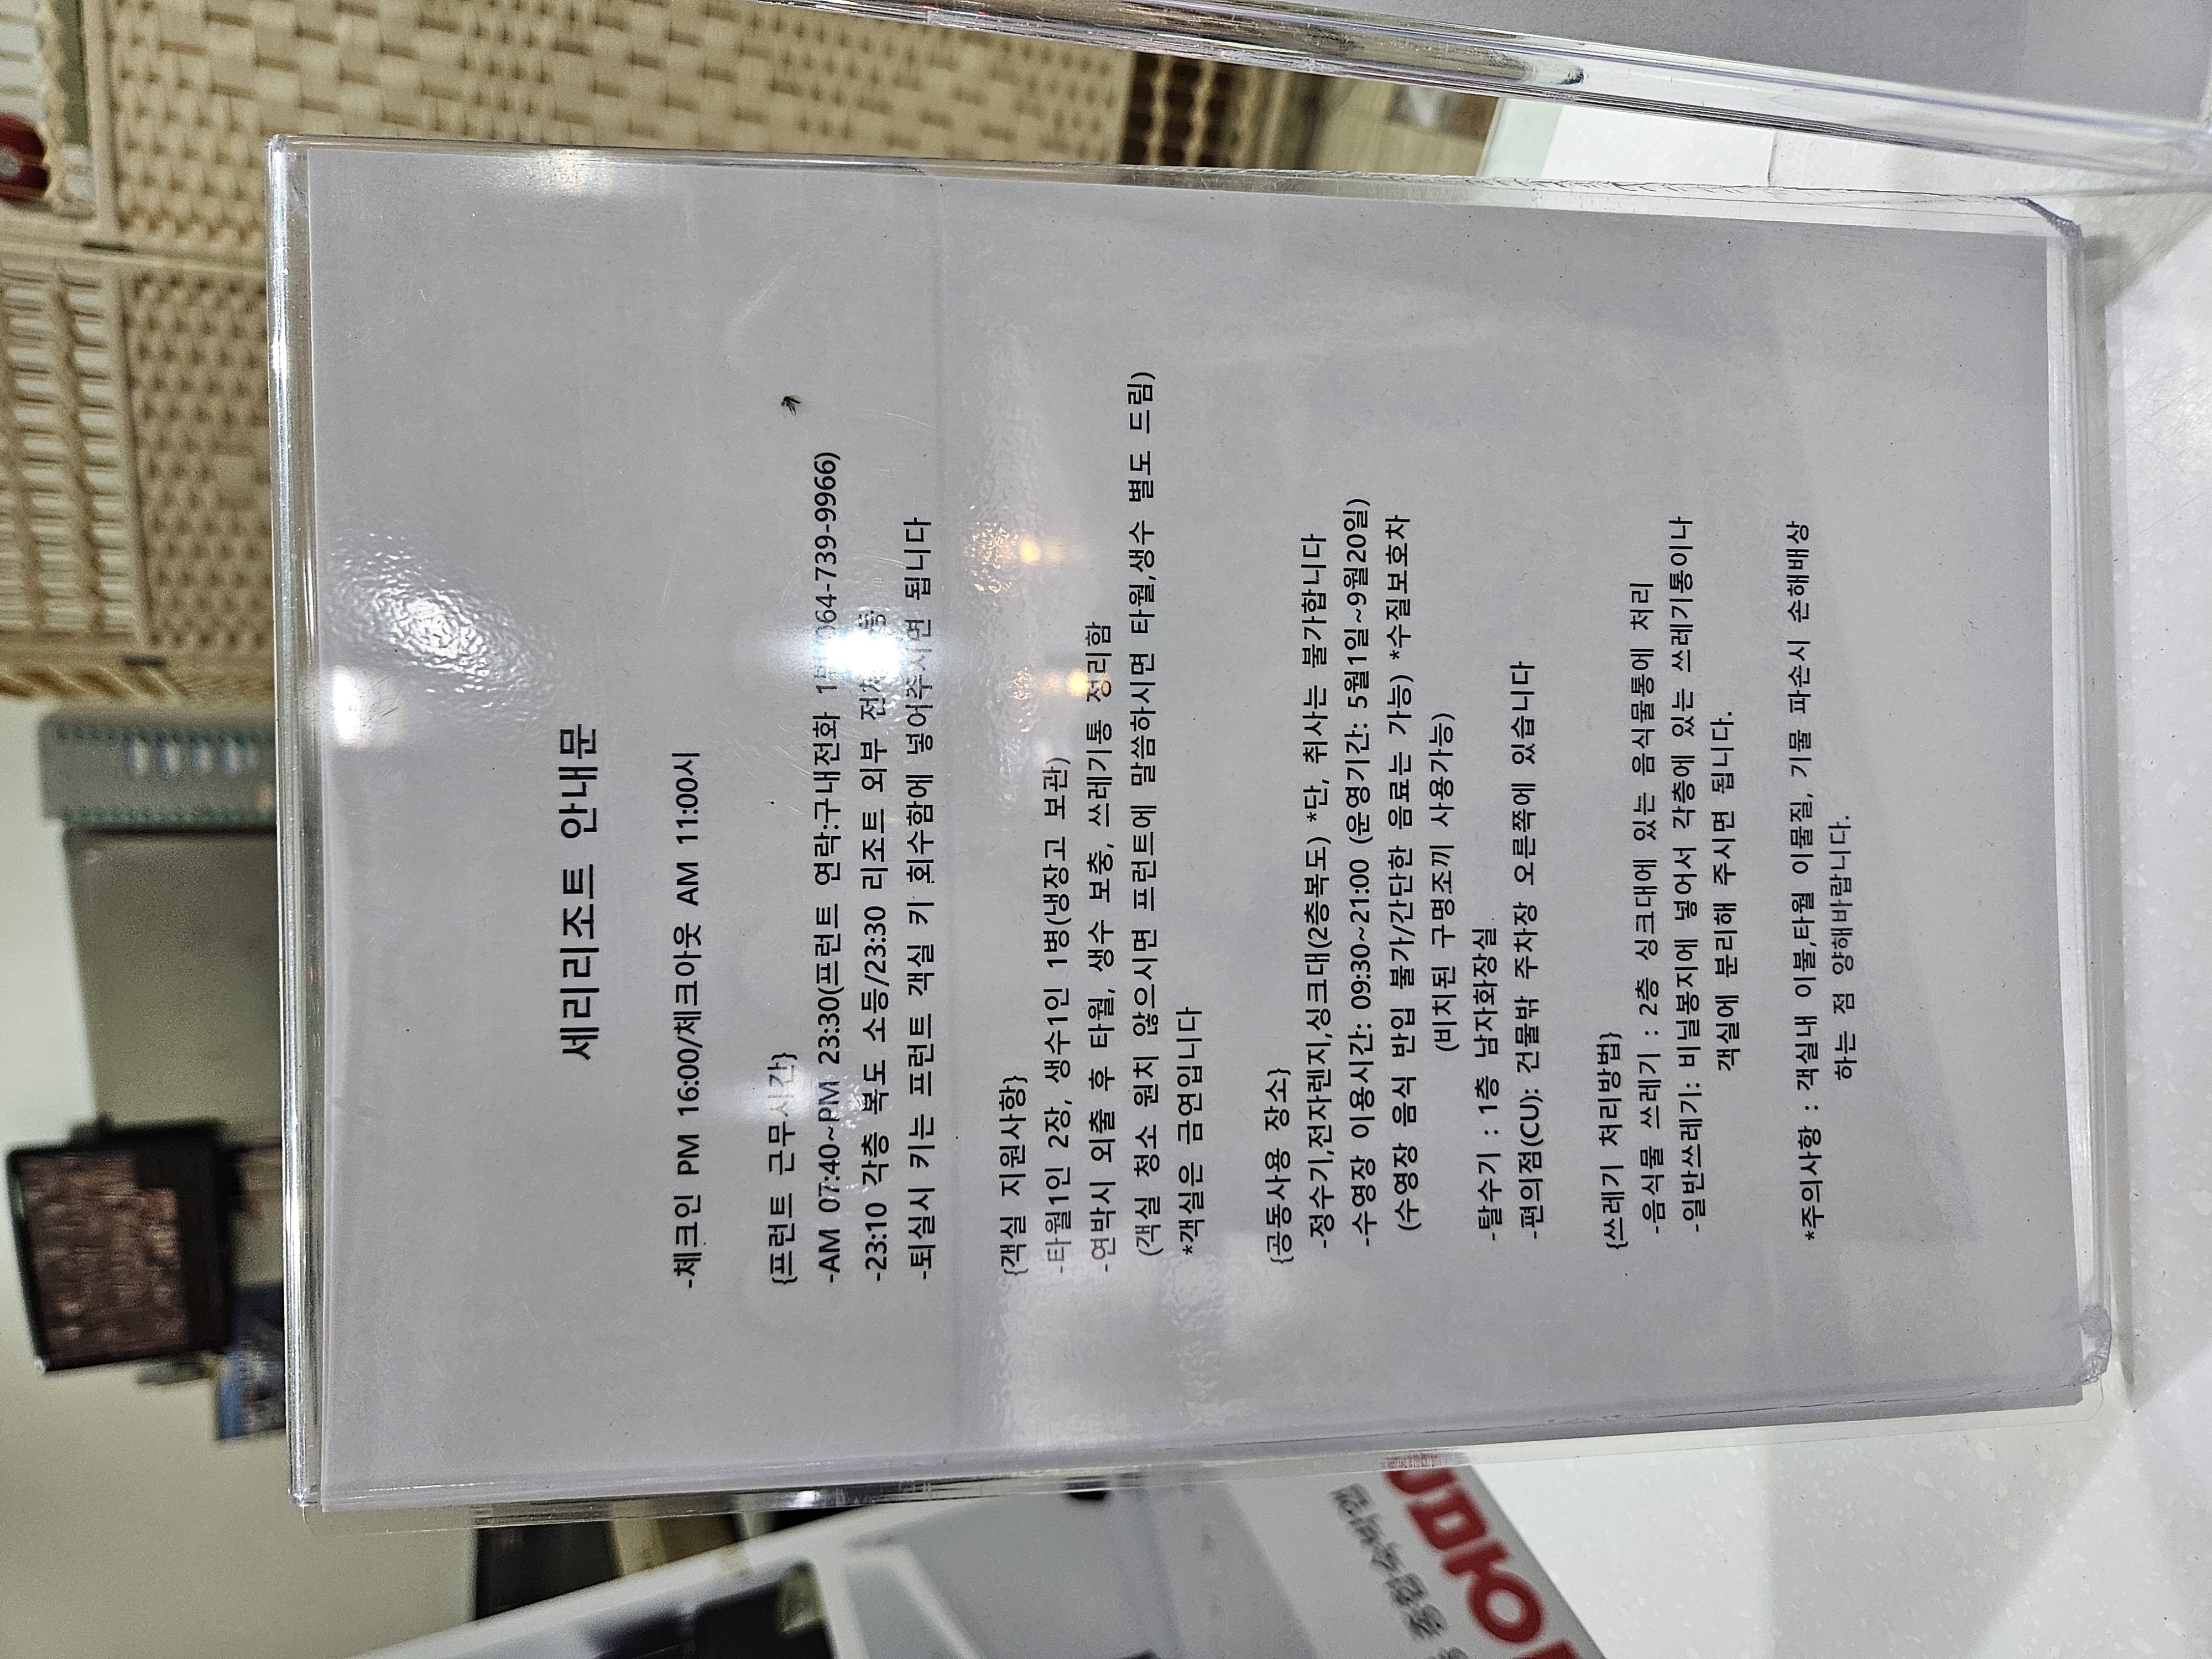 세리리조트 안내문
-체크인 PM 16:00/체크아웃 AM 11:00시
{프런트 근무시간}
-AM 07:40~PM 23:30(프런트 연락:구내전화 064-739-9966)
-23:10 각층 복도 소등/23:30 리조트 외부
-퇴실시 키는 프런트 객실 키 회수함에 넣어주시면 됩니다
{객실 지원사항}
-타월1인 2장, 생수1인 1병(냉장고 보관)
-연박시 외출 후 타월, 생수 보충, 쓰레기통 정리함
(객실 청소 원치 않으시면 프런트에 말씀하시면 타월,생수 별도 드림)
*객실은 금연입니다
{공동사용 장소}
-정수기,전자렌지,싱크대(2층복도) *단, 취사는 불가합니다
-수영장 이용시간: 09:30~21:00 (운영기간: 5월1일~9월20일)
(수영장 음식 반입 불가/간단한 음료는 가능) *수질보호차
(비치된 구명조끼 사용가능)
-탈수기 : 1층 남자화장실
-편의점(CU): 건물밖 주차장 오른쪽에 있습니다
{쓰레기 처리방법}
-음식물 쓰레기 : 2층 싱크대에 있는 음식물통에 처리
-일반쓰레기: 비닐봉지에 넣어서 각층에 있는 쓰레기통이나
객실에 분리해 주시면 됩니다.
*주의사항 : 객실내 이불,타월 이물질, 기물 파손시 손해배상
하는 점 양해바랍니다.